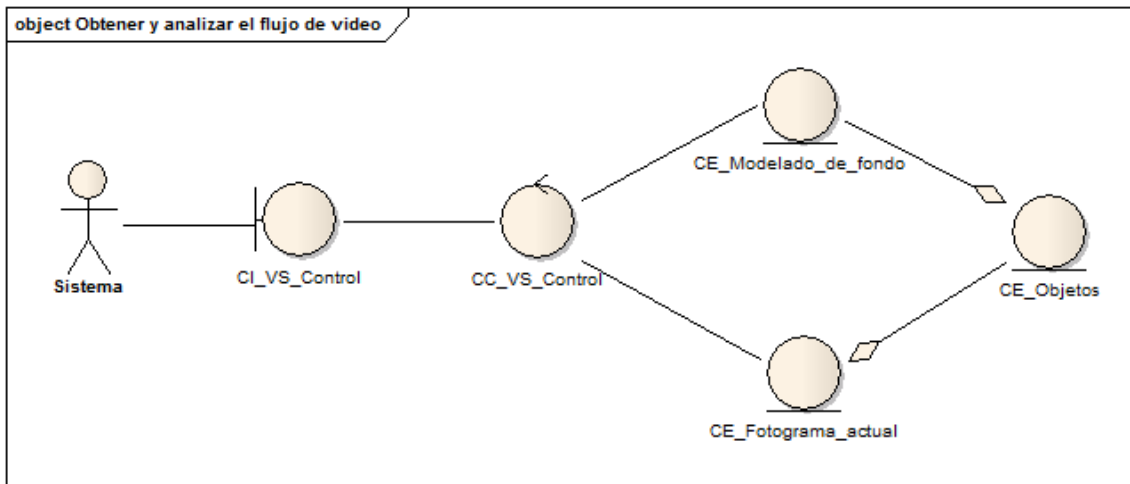 object Obtener y analizar el flujo de video
CE_Modelado_de_fondo
Sistema
CI_VS_Control
CC_VS_Control
CE_Objetos
CE_Fotograma_actual